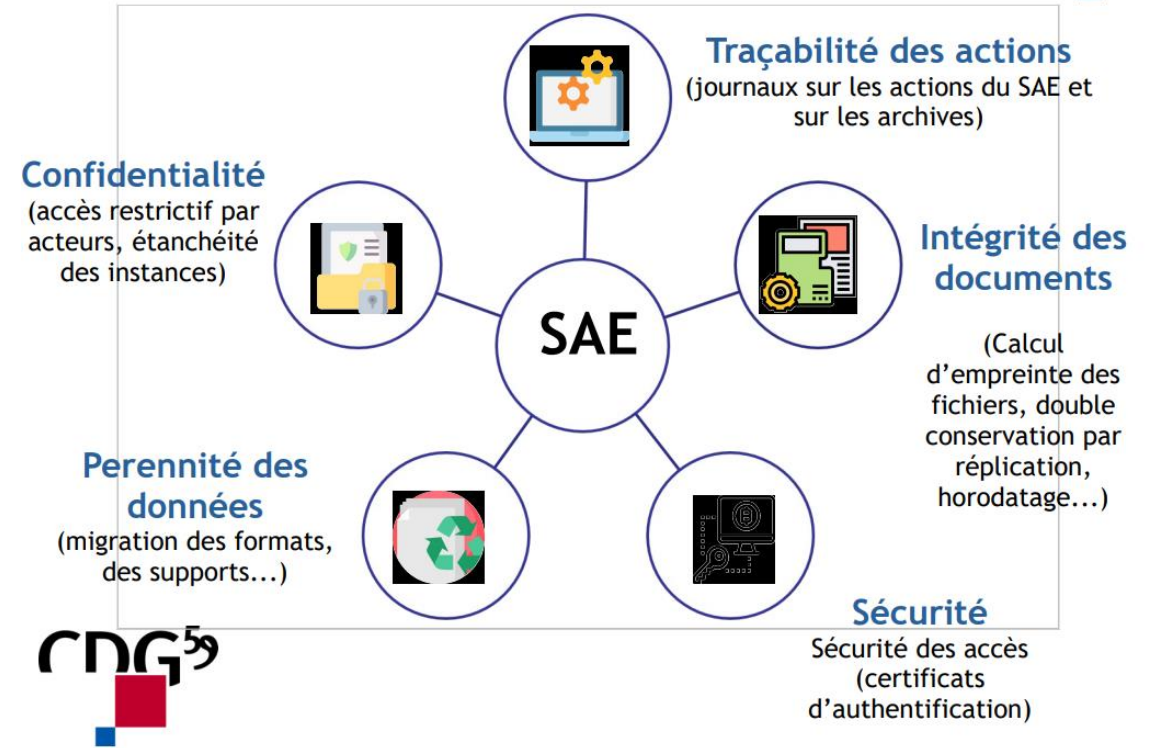 Traçabilité des actions
(journaux sur les actions du SAE et
sur les archives)
Confidentialité
(accès restrictif par
acteurs, étanchéité
des instances)
Intégrité des
documents
(Calcul
d’empreinte des
fichiers, double
conservation par
réplication,
horodatage...)
SAE
Perennité des
données
(migration des formats,
des supports...)
Sécurité
Sécurité des accès
(certificats
d’authentification)
CDG59